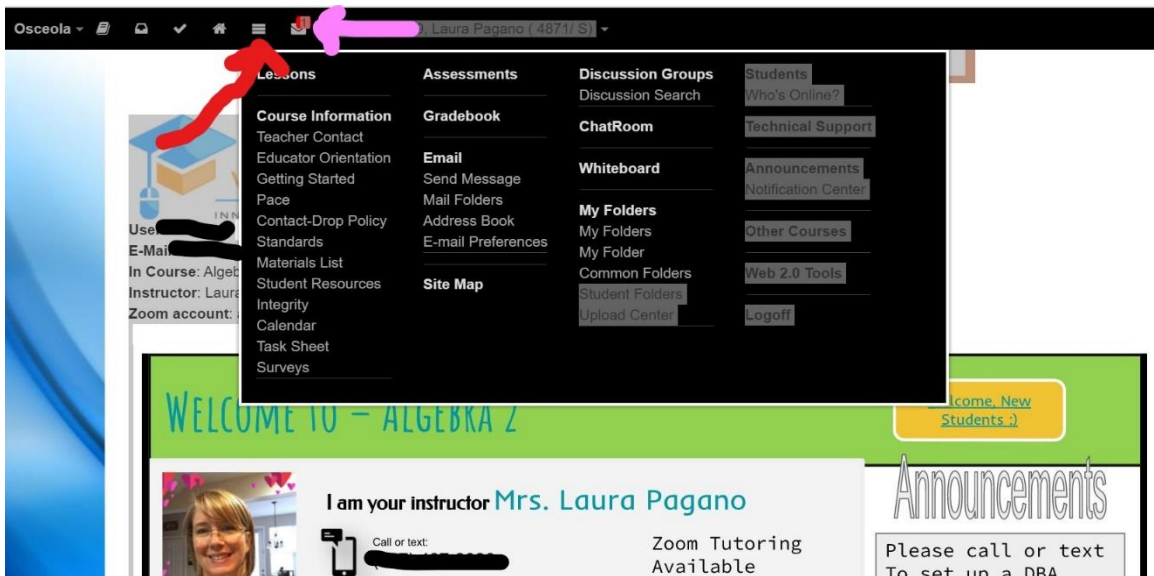 Osceola
1
, Laura Pagano ( 4871/ S)
Lessons
Course Information
Teacher Contact
Educator Orientation
Getting Started
Pace
Contact-Drop Policy
Standards
Materials List
Student Resources
Integrity
Calendar
Task Sheet
Surveys
Assessments
Gradebook
Email
Send Message
Mail Folders
Address Book
E-mail Preferences
Site Map
Discussion Groups
Discussion Search
ChatRoom
Whiteboard
My Folders
My Folders
My Folder
Common Folders
Student Folders
Upload Center
Students
Who's Online?
Technical Support
Announcements
Notification Center
Other Courses
Web 2.0 Tools
Logoff
INN
Use
E-Mai
In Course: Algeb
Instructor: Laura
Zoom account:
WELCOME TO – ALGEBRA 2
Welcome, New
Students :)
I am your instructor Mrs. Laura Pagano
Call or text:
Zoom Tutoring
Available
Announcements
Please call or text
To set up a DBA